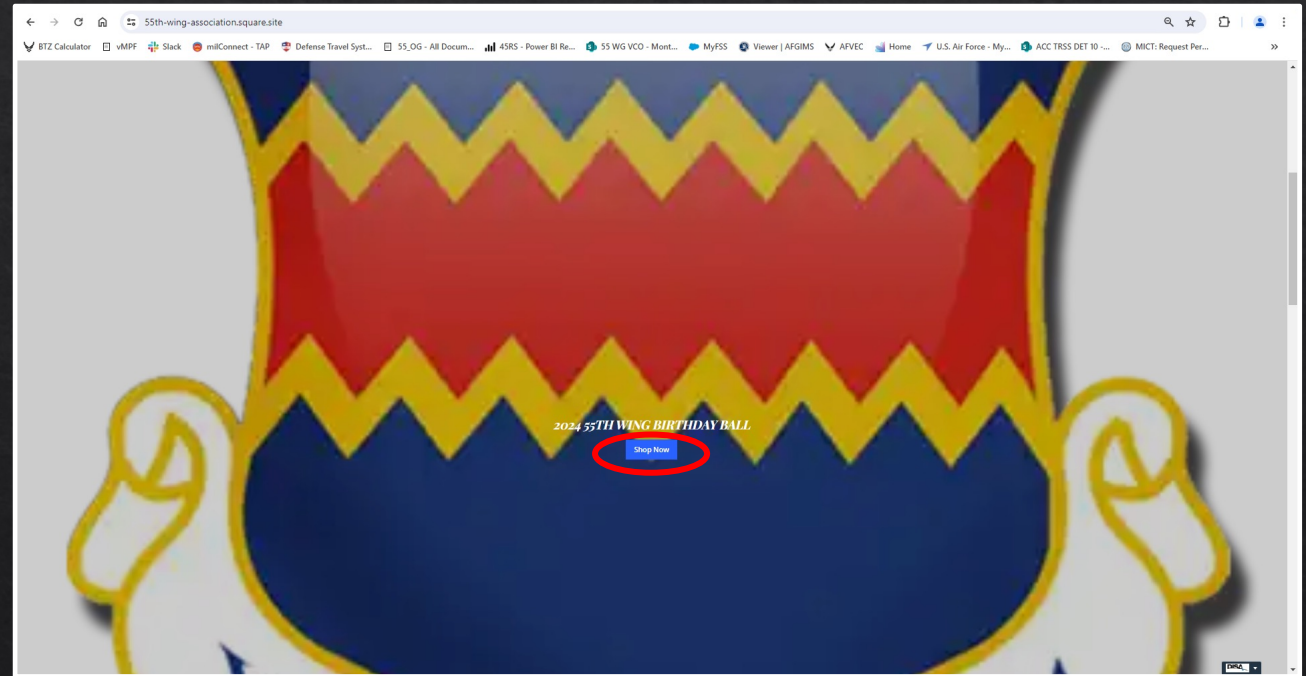 55th-wing-association.square.site
BTZ Calculator vMPF Slack milConnect - TAP Defense Travel Syst... 55_OG - All Docum... 45RS - Power BI Re... 55 WG VCO - Mont... MyFSS Viewer | AFGIMS AFVEC Home U.S. Air Force - My... ACC TRSS DET 10 -... MICT: Request Per... »
2024 55TH WING BIRTHDAY BALL
Shop Now
DISA